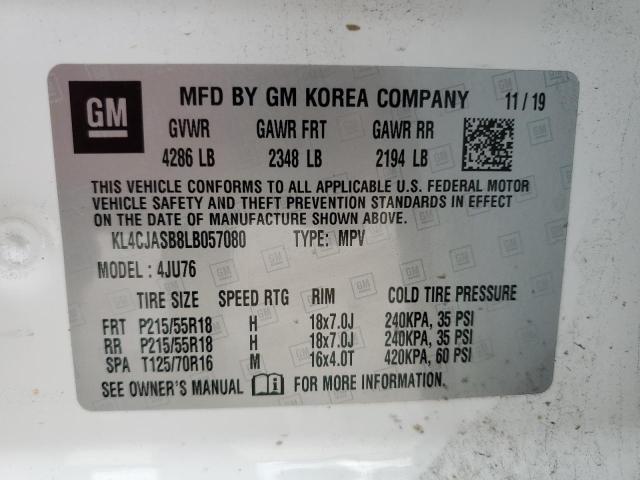 GM MFD BY GM KOREA COMPANY 11 / 19
GVWR GAWR FRT GAWR RR
4286 LB 2348 LB 2194 LB
THIS VEHICLE CONFORMS TO ALL APPLICABLE U.S. FEDERAL MOTOR
VEHICLE SAFETY AND THEFT PREVENTION STANDARDS IN EFFECT
ON THE DATE OF MANUFACTURE SHOWN ABOVE.
KL4CJASB8LB057080 TYPE: MPV
MODEL : 4JU76
TIRE SIZE SPEED RTG RIM COLD TIRE PRESSURE
FRT P215/55R18 H 18x7.0J 240KPA, 35 PSI
RR P215/55R18 H 18x7.0J 240KPA, 35 PSI
SPA T125/70R16 M 16x4.0T 420KPA, 60 PSI
SEE OWNER'S MANUAL FOR MORE INFORMATION.